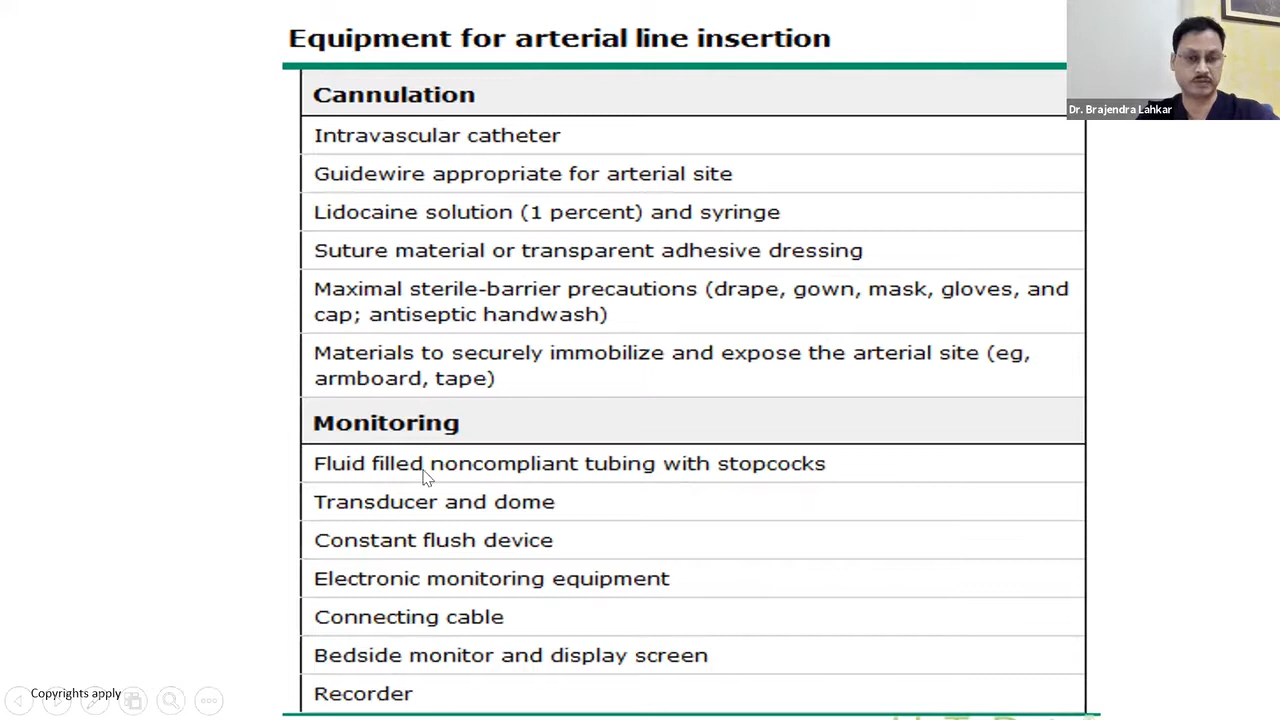 Equipment for arterial line insertion
Dr. Brajendra Lahkar
Cannulation
Intravascular catheter
Guidewire appropriate for arterial site
Lidocaine solution (1 percent) and syringe
Suture material or transparent adhesive dressing
Maximal sterile-barrier precautions (drape, gown, mask, gloves, and
cap; antiseptic handwash)
Materials to securely immobilize and expose the arterial site (eg,
armboard, tape)
Monitoring
Fluid filled noncompliant tubing with stopcocks
Transducer and dome
Constant flush device
Electronic monitoring equipment
Connecting cable
Bedside monitor and display screen
Recorder
Copyrights apply